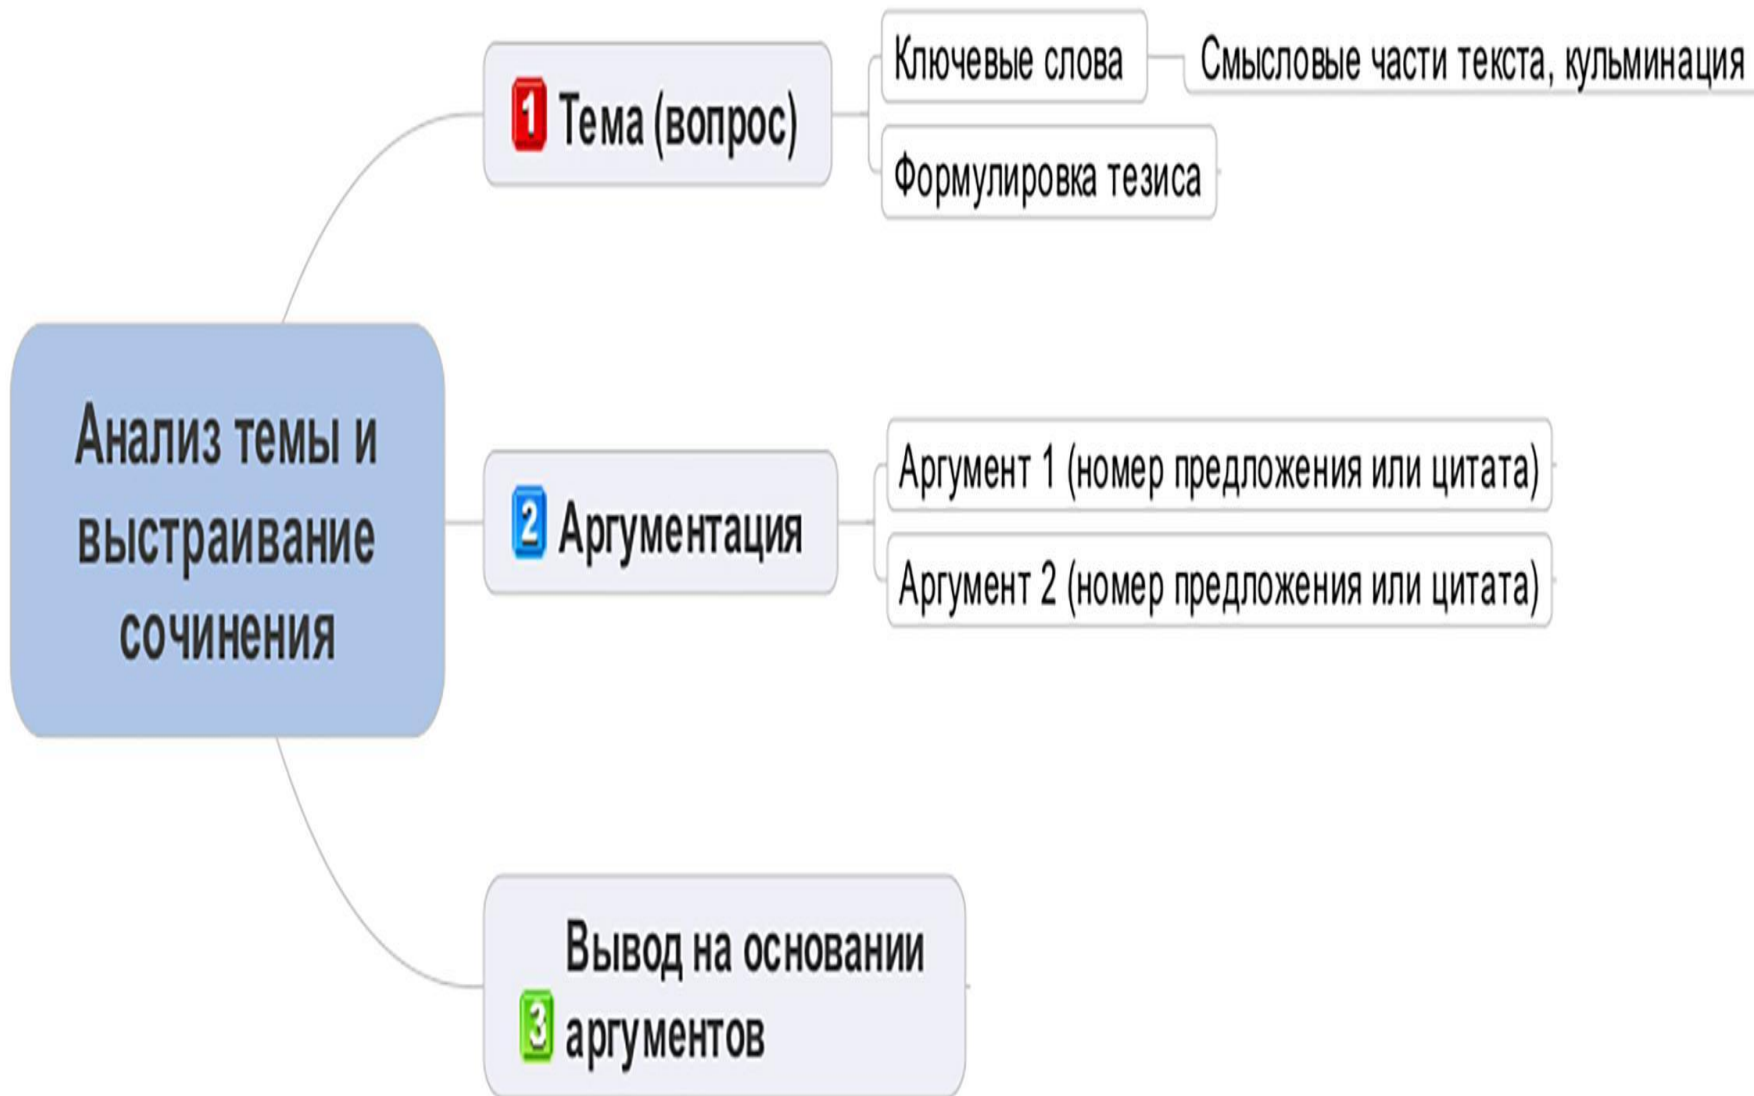 Анализ темы и
выстраивание
сочинения
1 Тема (вопрос)
Ключевые слова
Смысловые части текста, кульминация
Формулировка тезиса
2 Аргументация
Аргумент 1 (номер предложения или цитата)
Аргумент 2 (номер предложения или цитата)
Вывод на основании
3 аргументов